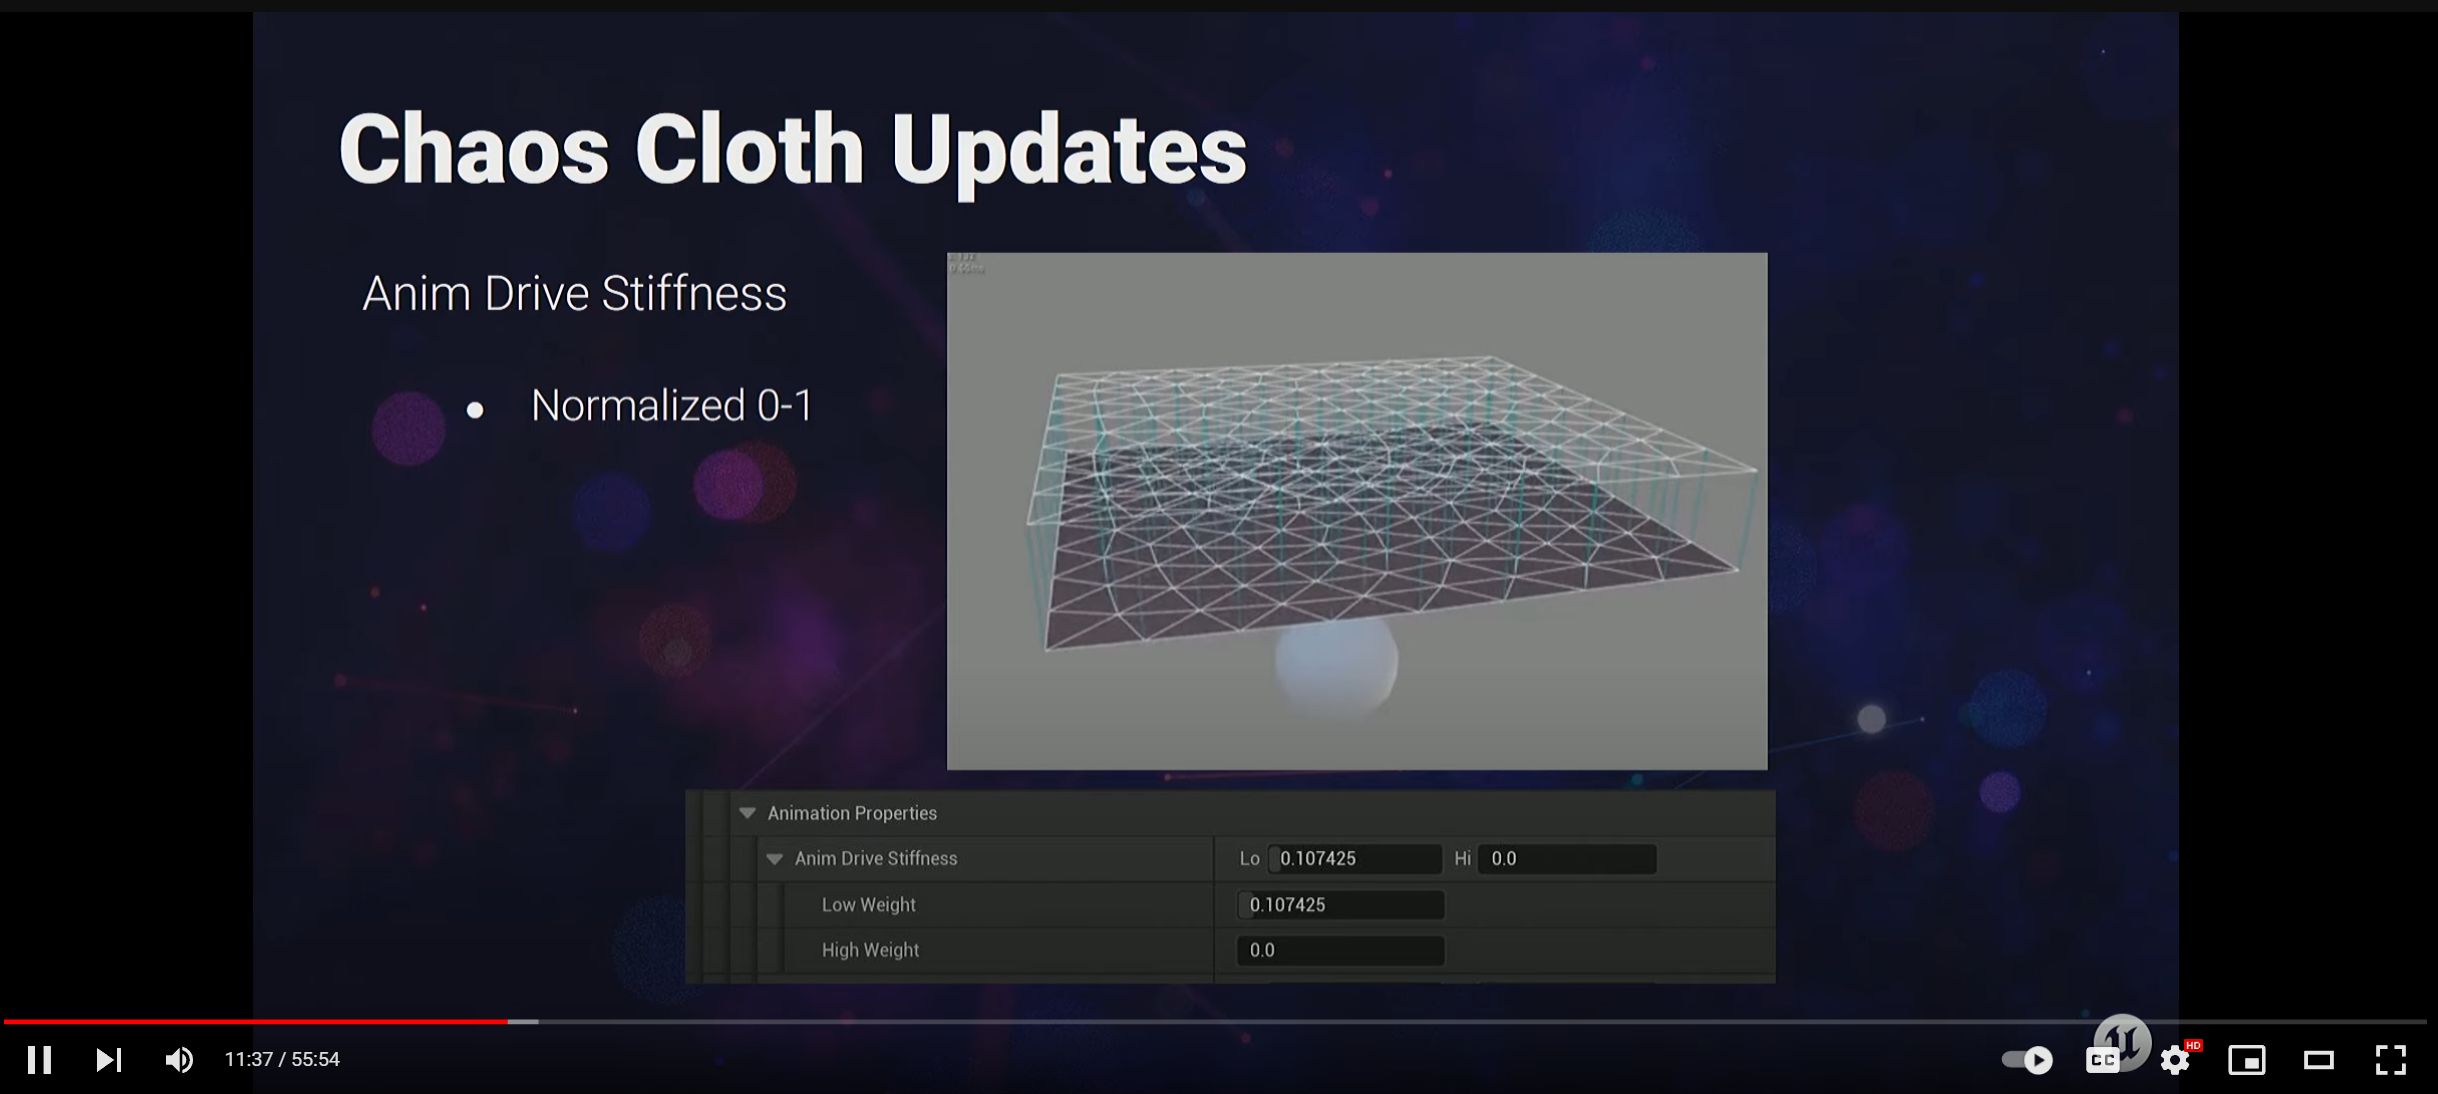 Chaos Cloth Updates
Anim Drive Stiffness
● Normalized 0-1
Animation Properties
Anim Drive Stiffness Lo 0.107425 Hi 0.0
Low Weight 0.107425
High Weight 0.0
11:37 / 55:54
CC
HD